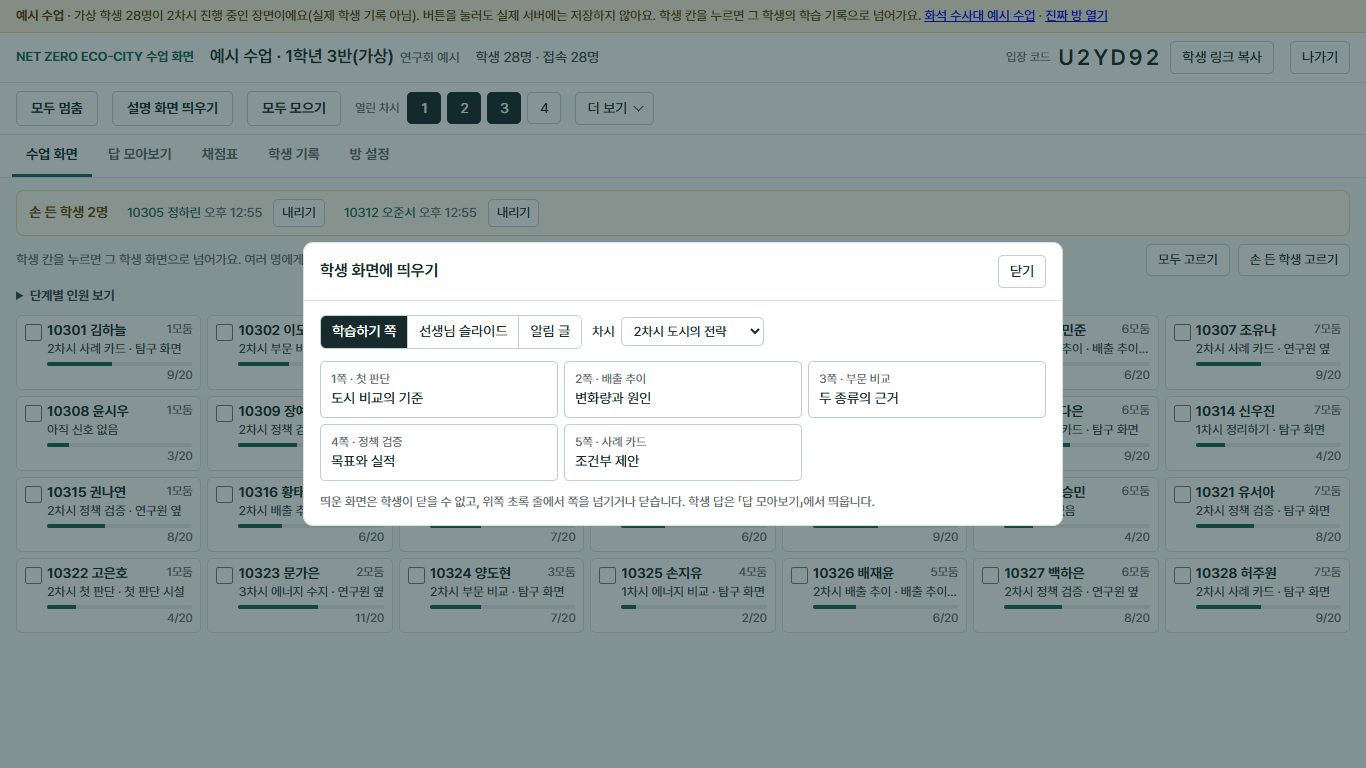 예시 수업 · 가상 학생 28명이 2차시 진행 중인 장면이에요(실제 학생 기록 아님). 버튼을 눌러도 실제 서버에는 저장하지 않아요. 학생 칸을 누르면 그 학생의 학습 기록으로 넘어가요. 화석 수사대 예시 수업 · 진짜 방 열기
NET ZERO ECO-CITY 수업 화면 예시 수업 · 1학년 3반(가상) 연구회 예시 학생 28명 · 접속 28명 입장 코드 U2YD92 학생 링크 복사 나가기
모두 멈춤 설명 화면 띄우기 모두 모으기 열린 차시 1 2 3 4 더 보기
수업 화면 답 모아보기 채점표 학생 기록 방 설정
손 든 학생 2명 10305 정하린 오후 12:55 내리기 10312 오준서 오후 12:55 내리기
학생 칸을 누르면 그 학생 화면으로 넘어가요. 여러 명에게 모두 고르기 손 든 학생 고르기
단계별 인원 보기
학생 화면에 띄우기 닫기
학습하기 쪽 선생님 슬라이드 알림 글 차시 2차시 도시의 전략
1쪽 · 첫 판단 2쪽 · 배출 추이 3쪽 · 부문 비교
도시 비교의 기준 변화량과 원인 두 종류의 근거
4쪽 · 정책 검증 5쪽 · 사례 카드
목표와 실적 조건부 제안
띄운 화면은 학생이 닫을 수 없고, 위쪽 초록 줄에서 쪽을 넘기거나 닫습니다. 학생 답은 「답 모아보기」에서 띄웁니다.
10301 김하늘 1모둠 10302 민준 6모둠 10307 조유나 7모둠
2차시 사례 카드 · 탐구 화면 2차시 부문 추이 · 배출 추이... 2차시 사례 카드 · 연구원 옆
9/20 6/20 9/20
10308 윤시우 1모둠 10309 6모둠 10314 신우진 7모둠
아직 신호 없음 2차시 정책 카드 · 탐구 화면 1차시 정리하기 · 탐구 화면
3/20 9/20 4/20
10315 권나연 1모둠 10316 승민 6모둠 10321 유서아 7모둠
2차시 정책 검증 · 연구원 옆 2차시 배출 2차시 정책 검증 · 탐구 화면
8/20 6/20 7/20 6/20 9/20 4/20 8/20
10322 고은호 1모둠 10323 문가은 2모둠 10324 양도현 3모둠 10325 손지유 4모둠 10326 배재윤 5모둠 10327 백하은 6모둠 10328 허주원 7모둠
2차시 첫 판단 · 첫 판단 시설 3차시 에너지 수지 · 연구원 옆 2차시 부문 비교 · 탐구 화면 1차시 에너지 비교 · 탐구 화면 2차시 배출 추이 · 배출 추이... 2차시 정책 검증 · 연구원 옆 2차시 사례 카드 · 탐구 화면
4/20 11/20 7/20 2/20 6/20 8/20 9/20